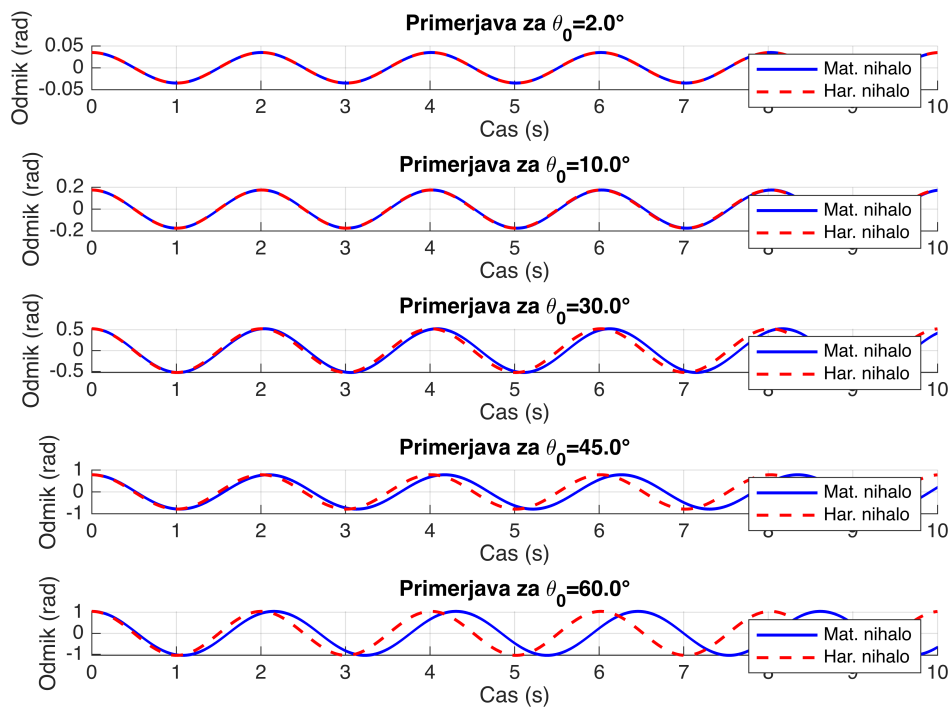 Primerjava za θ₀=2.0°
Odmik (rad)
0.05
0
-0.05
Mat. nihalo
Har. nihalo
0 1 2 3 4 5 6 7 8 9 10
Cas (s)
Primerjava za θ₀=10.0°
Odmik (rad)
0.2
0
-0.2
Mat. nihalo
Har. nihalo
0 1 2 3 4 5 6 7 8 9 10
Cas (s)
Primerjava za θ₀=30.0°
Odmik (rad)
0.5
0
-0.5
Mat. nihalo
Har. nihalo
0 1 2 3 4 5 6 7 8 9 10
Cas (s)
Primerjava za θ₀=45.0°
Odmik (rad)
1
0
-1
Mat. nihalo
Har. nihalo
0 1 2 3 4 5 6 7 8 9 10
Cas (s)
Primerjava za θ₀=60.0°
Odmik (rad)
1
0
-1
Mat. nihalo
Har. nihalo
0 1 2 3 4 5 6 7 8 9 10
Cas (s)